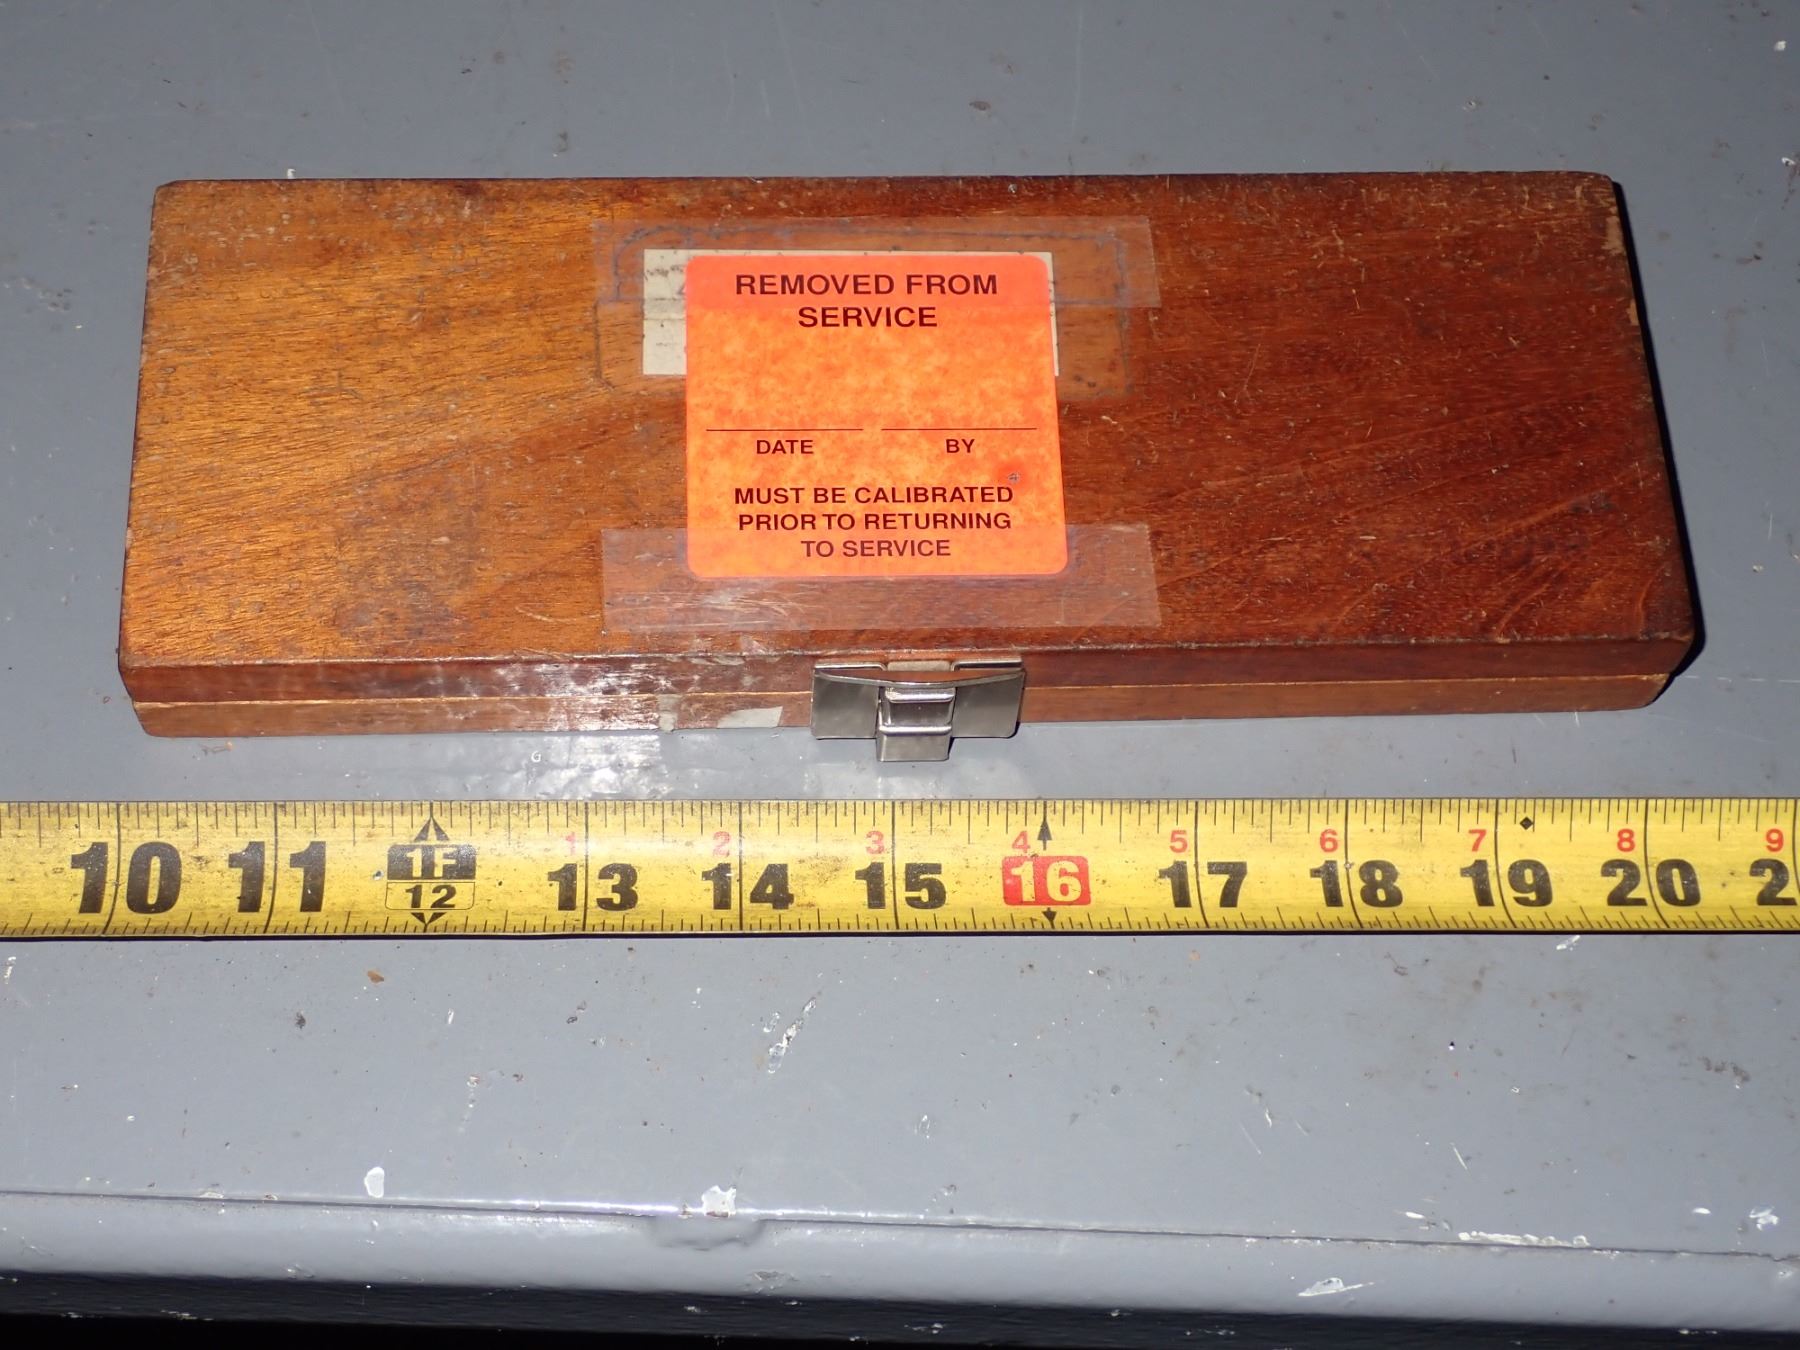 REMOVED FROM
SERVICE
DATE BY
MUST BE CALIBRATED
PRIOR TO RETURNING
TO SERVICE
1 2 3 4 5 6 7 8 9
10 11 1F 13 14 15 16 17 18 19 20 2
12